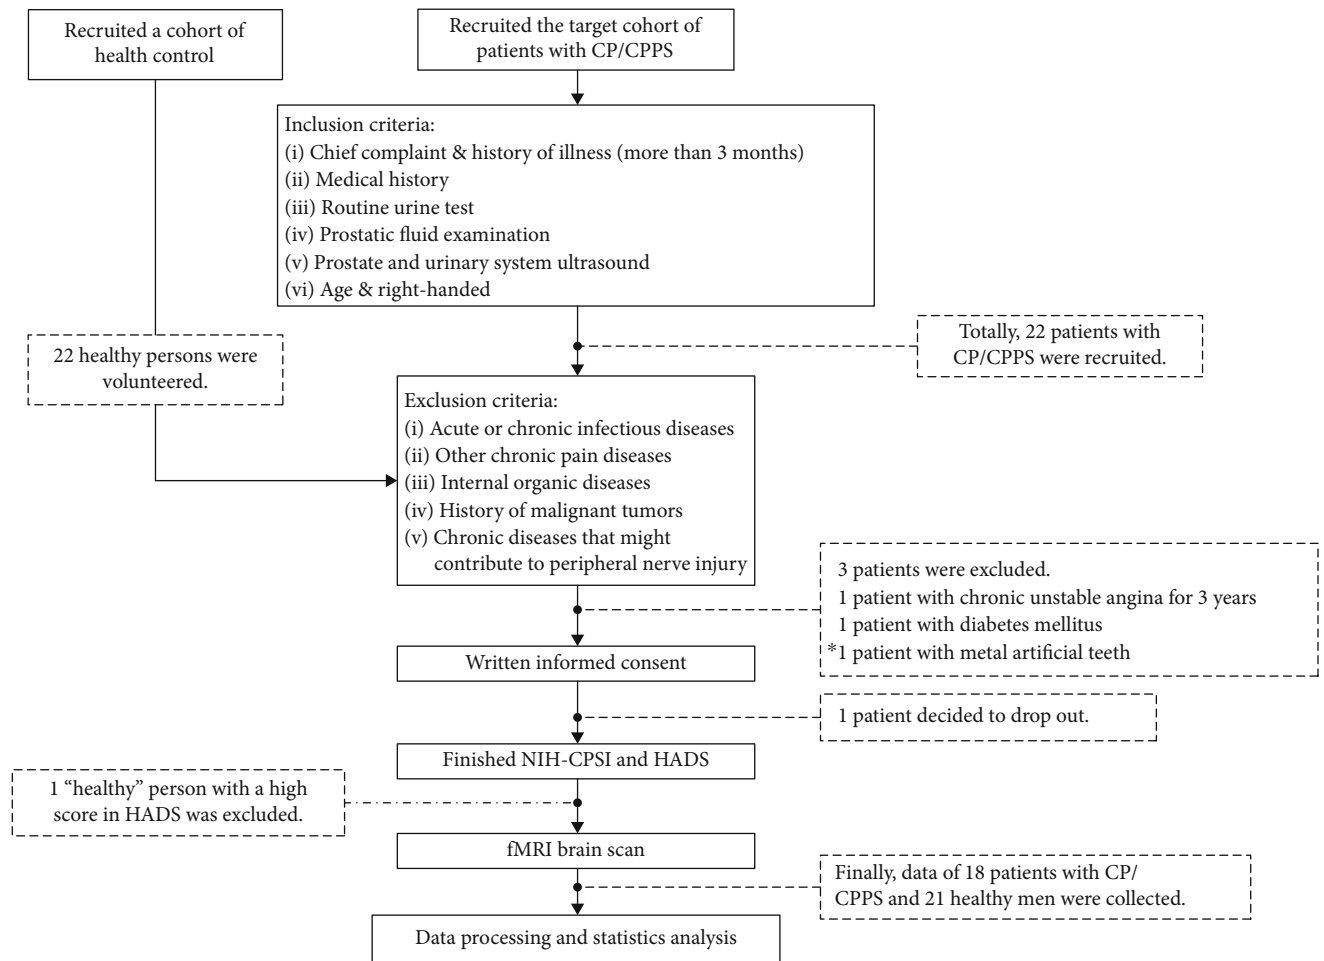 Recruited a cohort of
health control
Recruited the target cohort of
patients with CP/CPPS
Inclusion criteria:
(i) Chief complaint & history of illness (more than 3 months)
(ii) Medical history
(iii) Routine urine test
(iv) Prostatic fluid examination
(v) Prostate and urinary system ultrasound
(vi) Age & right-handed
22 healthy persons were
volunteered.
Totally, 22 patients with
CP/CPPS were recruited.
Exclusion criteria:
(i) Acute or chronic infectious diseases
(ii) Other chronic pain diseases
(iii) Internal organic diseases
(iv) History of malignant tumors
(v) Chronic diseases that might
contribute to peripheral nerve injury
3 patients were excluded.
1 patient with chronic unstable angina for 3 years
1 patient with diabetes mellitus
*1 patient with metal artificial teeth
Written informed consent
1 patient decided to drop out.
Finished NIH-CPSI and HADS
1 “healthy” person with a high
score in HADS was excluded.
fMRI brain scan
Finally, data of 18 patients with CP/
CPPS and 21 healthy men were collected.
Data processing and statistics analysis